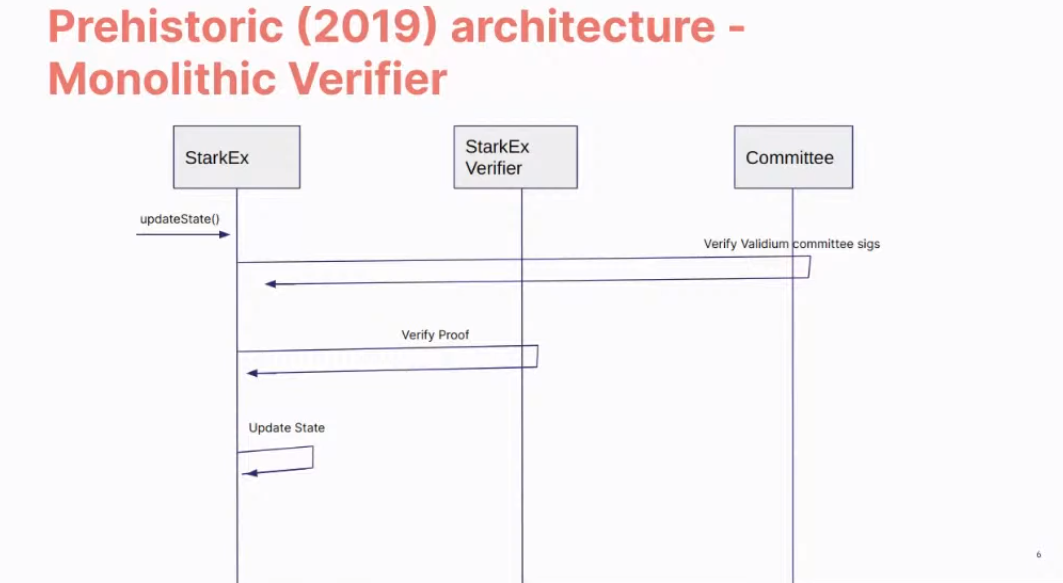 Prehistoric (2019) architecture -
Monolithic Verifier
StarkEx
StarkEx
Verifier
Committee
updateState()
Verify Validium committee sigs
Verify Proof
Update State
6